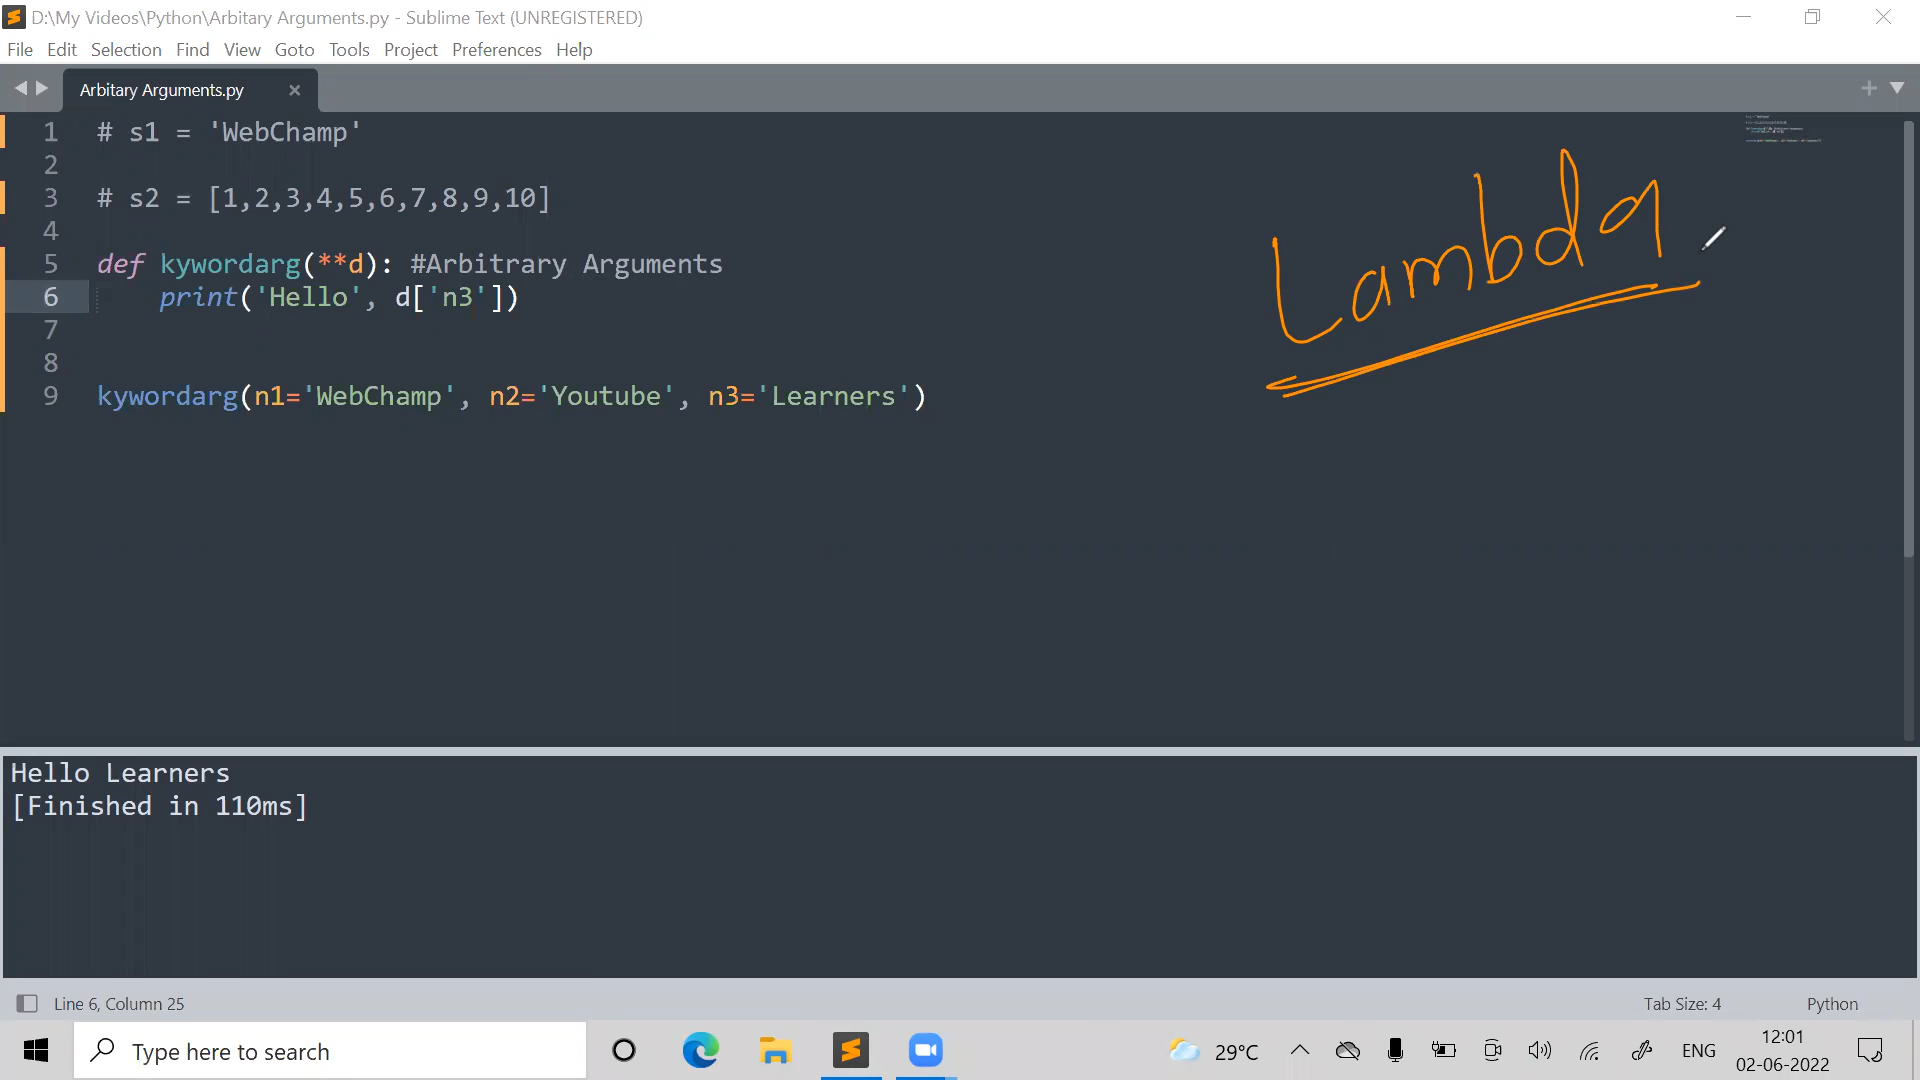 D:\My Videos\Python\Arbitary Arguments.py - Sublime Text (UNREGISTERED)
File Edit Selection Find View Goto Tools Project Preferences Help
Arbitary Arguments.py
1 # s1 = 'WebChamp'
2
3 # s2 = [1,2,3,4,5,6,7,8,9,10]
4
5 def kywordarg(**d): #Arbitrary Arguments
6 print('Hello', d['n3'])
7
8
9 kywordarg(n1='WebChamp', n2='Youtube', n3='Learners')
Lambda
Hello Learners
[Finished in 110ms]
Line 6, Column 25 Tab Size: 4 Python
Type here to search 29°C ENG 12:01
02-06-2022